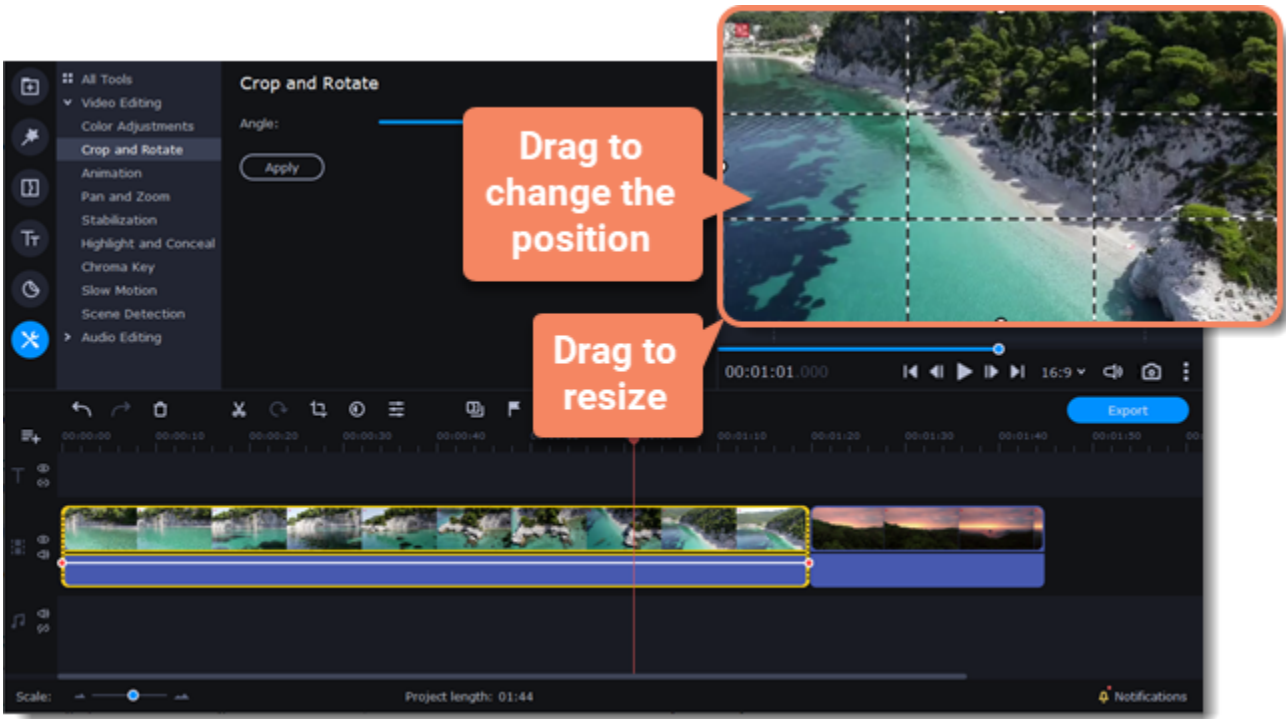 All Tools
Video Editing
Color Adjustments
Crop and Rotate
Animation
Pan and Zoom
Stabilization
Highlight and Conceal
Chroma Key
Slow Motion
Scene Detection
Audio Editing
Crop and Rotate
Angle:
Apply
Drag to
change the
position
Drag to
resize
00:01:01.000
16:9
Export
00:00:00 00:00:10 00:00:20 00:00:30 00:00:40 00:01:10 00:01:20 00:01:30 00:01:40 00:01:50
Scale:
Project length: 01:44
Notifications